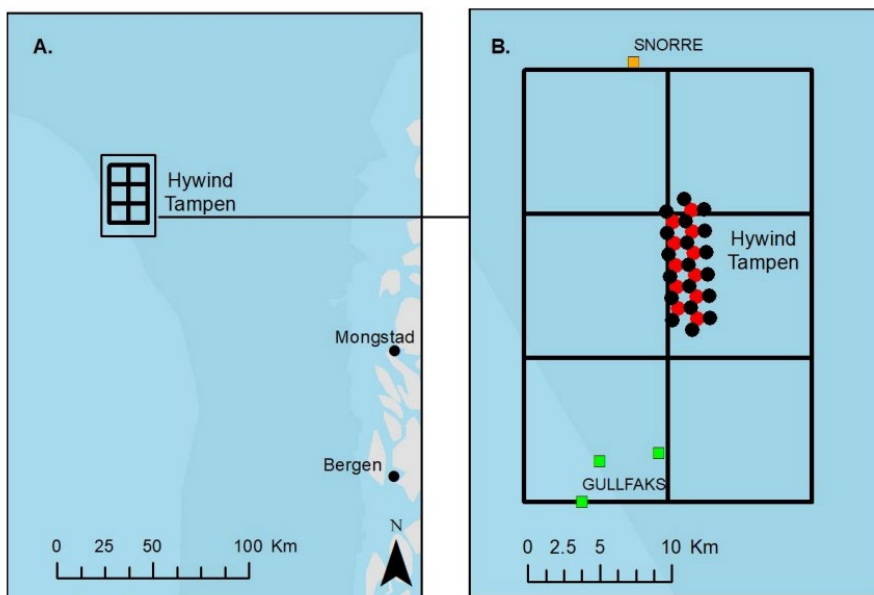 A.
Hywind
Tampen
Mongstad
Bergen
N
0 25 50 100 Km
B.
SNORRE
Hywind
Tampen
GULLFAKS
0 2.5 5 10 Km